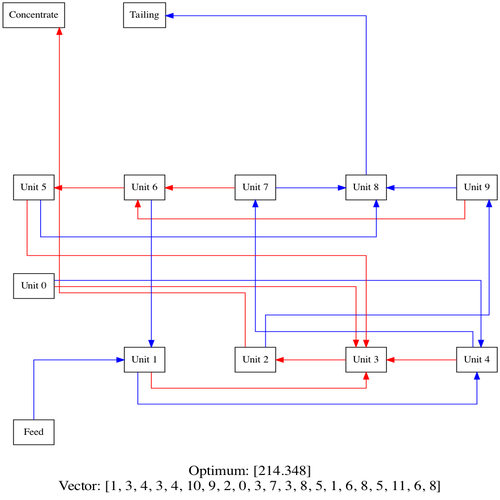 Concentrate
Tailing
Unit 5
Unit 6
Unit 7
Unit 8
Unit 9
Unit 0
Unit 1
Unit 2
Unit 3
Unit 4
Feed
Optimum: [214.348]
Vector: [1, 3, 4, 3, 4, 10, 9, 2, 0, 3, 7, 3, 8, 5, 1, 6, 8, 5, 11, 6, 8]